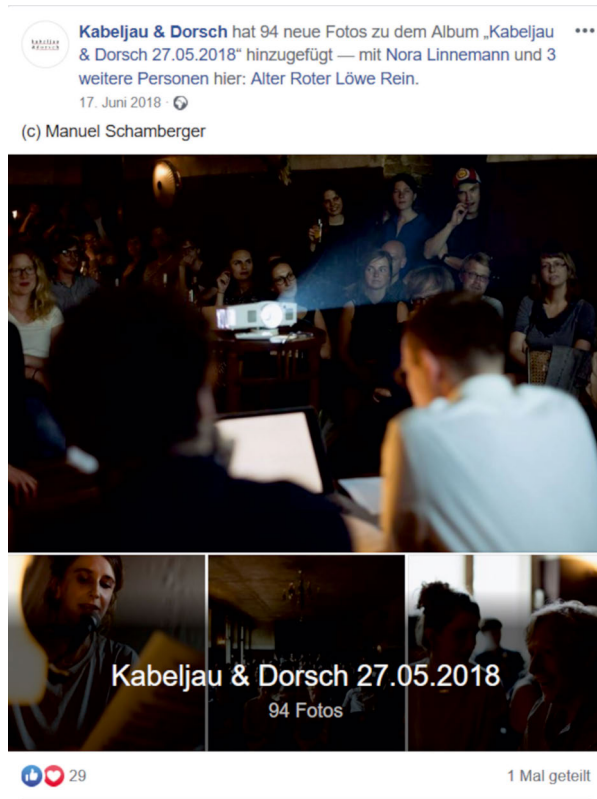 Kabeljau & Dorsch hat 94 neue Fotos zu dem Album „Kabeljau
& Dorsch 27.05.2018“ hinzugefügt — mit Nora Linnemann und 3
weitere Personen hier: Alter Roter Löwe Rein.
17. Juni 2018 ·
(c) Manuel Schamberger
Kabeljau & Dorsch 27.05.2018
94 Fotos
29
1 Mal geteilt